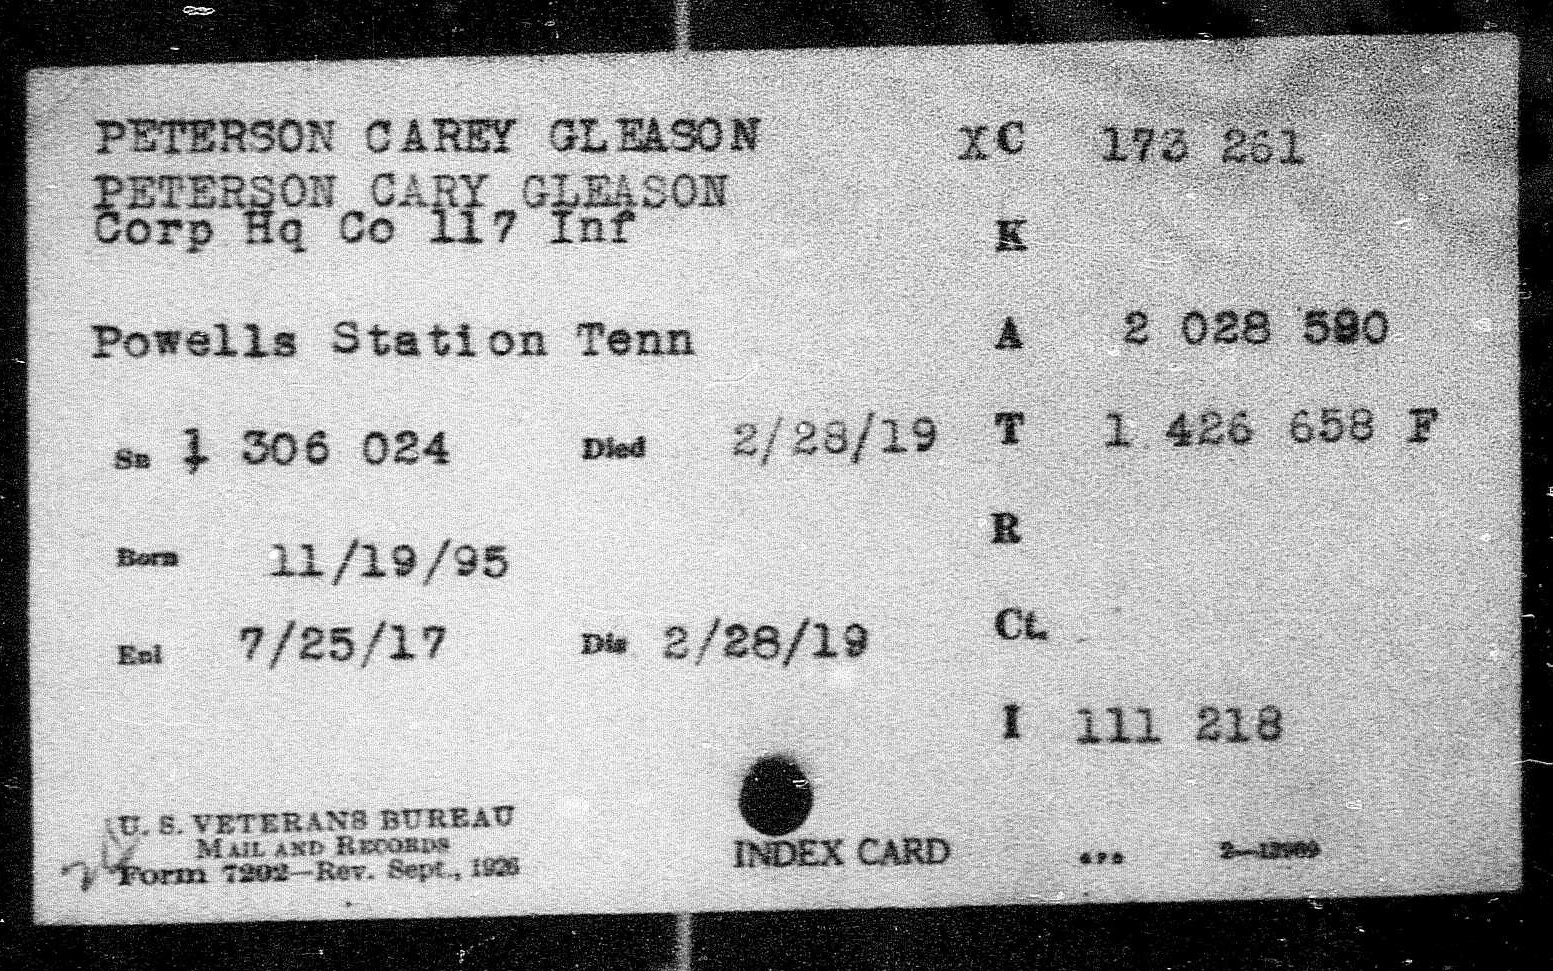 PETERSON CAREY GLEASON XC 173 261
PETERSON CARY GLEASON
Corp Hq Co 117 Inf K
Powells Station Tenn A 2 028 590
Sn 1 306 024 Died 2/28/19 T 1 426 658 F
R
Born 11/19/95
Enl 7/25/17 Dis 2/28/19 Ct.
I 111 218
U. S. VETERANS BUREAU
MAIL AND RECORDS
Form 7202—Rev. Sept., 1926 INDEX CARD